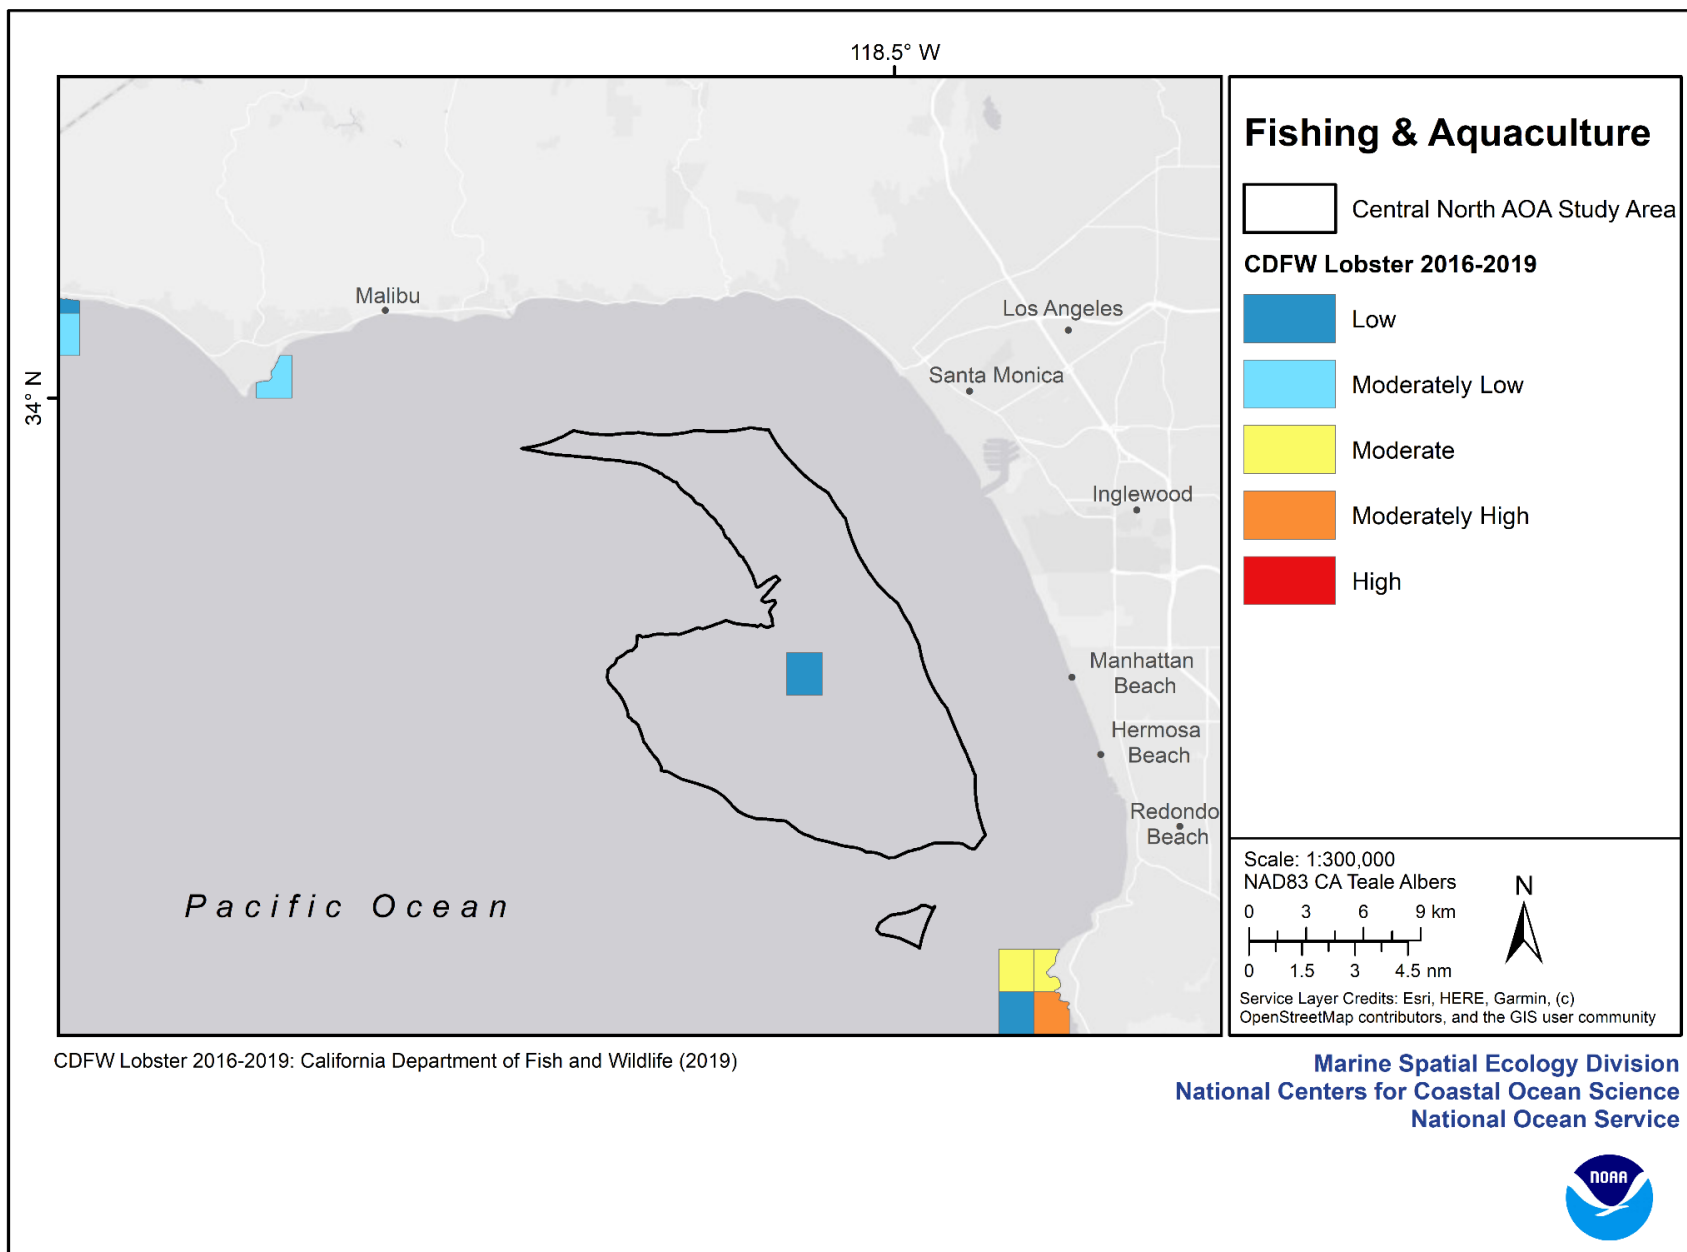 118.5° W
34° N
Malibu
Los Angeles
Santa Monica
Inglewood
Manhattan
Beach
Hermosa
Beach
Redondo
Beach
Pacific Ocean
Fishing & Aquaculture
Central North AOA Study Area
CDFW Lobster 2016-2019
Low
Moderately Low
Moderate
Moderately High
High
Scale: 1:300,000
NAD83 CA Teale Albers
0 3 6 9 km
0 1.5 3 4.5 nm
N
Service Layer Credits: Esri, HERE, Garmin, (c)
OpenStreetMap contributors, and the GIS user community
CDFW Lobster 2016-2019: California Department of Fish and Wildlife (2019)
Marine Spatial Ecology Division
National Centers for Coastal Ocean Science
National Ocean Service
NOAA